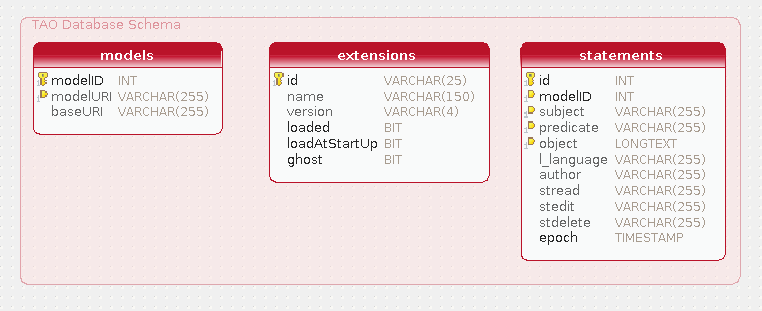 TAO Database Schema
models
modelID INT
modelURI VARCHAR(255)
baseURI VARCHAR(255)
extensions
id VARCHAR(25)
name VARCHAR(150)
version VARCHAR(4)
loaded BIT
loadAtStartUp BIT
ghost BIT
statements
id INT
modelID INT
subject VARCHAR(255)
predicate VARCHAR(255)
object LONGTEXT
l_language VARCHAR(255)
author VARCHAR(255)
stread VARCHAR(255)
stedit VARCHAR(255)
stdelete VARCHAR(255)
epoch TIMESTAMP